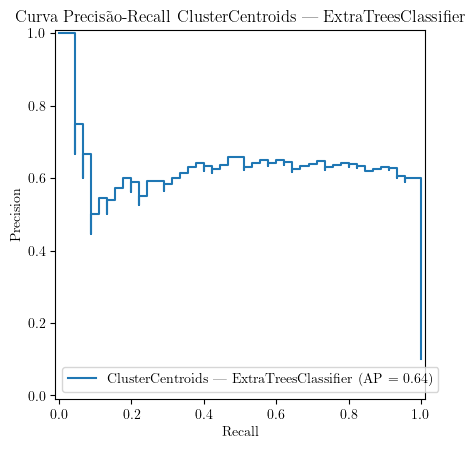 Curva Precisão-Recall ClusterCentroids — ExtraTreesClassifier
1.0
0.8
0.6
0.4
0.2
0.0
Precision
ClusterCentroids — ExtraTreesClassifier (AP = 0.64)
0.0 0.2 0.4 0.6 0.8 1.0
Recall